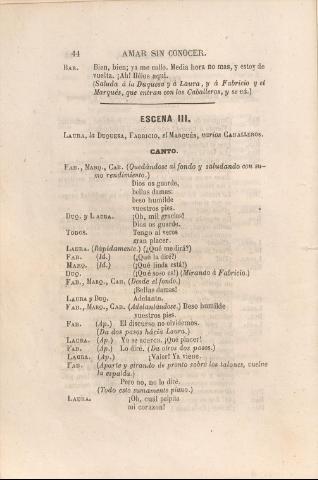 44 AMAR SIN CONOCER.
BAR. Bien, bien; ya me callo. Media hora no mas, y estoy de
vuelta. ¡Ah! Hélos aquí.
(Saluda á la Duquesa y á Laura, y á Fabricio y el
Marqués, que entran con los Caballeros, y se vá.)
ESCENA III.
LAURA, la DUQUESA, FABRICIO, el MARQUÉS, varios CABALLEROS.
CANTO.
FAB., MARQ., CAB. (Quedándose al fondo y saludando con su-
mo rendimiento.)
Dios os guarde,
bellas damas:
beso humilde
vuestros pies.
DUQ. y LAURA. ¡Oh, mil gracias!
Dios os guarde.
TODOS. Tengo al veros
gran placer.
LAURA. (Rápidamente.) (¿Qué me dirá?)
FAB. (Id.) (¿Qué la diré?)
MARQ. (Id.) (¡Qué linda está!)
DUQ. (¡Qué soso es!) (Mirando á Fabricio.)
FAB., MARQ., CAB. (Desde el fondo.)
¡Bellas damas!
LAURA y DUQ. Adelante.
FAB., MARQ., CAB. (Adelantándose.) Beso humilde
vuestros pies.
FAB. (Ap.) El discurso no olvidemos.
(Da dos pasos hácia Laura.)
LAURA. (Ap.) Ya se acerca. ¡Qué placer!
FAB. (Ap.) Lo diré. (Da otros dos pasos.)
LAURA. (Ap.) ¡Valor! Ya viene.
FAB. (Aparte y girando de pronto sobre los talones, vuelve
la espalda.)
Pero no, no lo diré.
(Todo esto sumamente piano.)
LAURA. ¡Oh, cuál palpita
mi corazon!